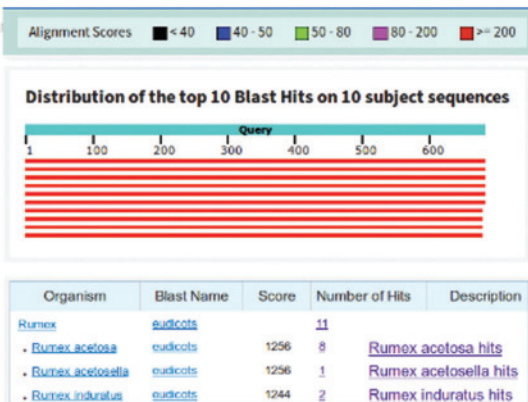 Alignment Scores < 40 40 - 50 50 - 80 80 - 200 >= 200
Distribution of the top 10 Blast Hits on 10 subject sequences
Query
1 100 200 300 400 500 600
Organism Blast Name Score Number of Hits Description
Rumex eudicots 11
. Rumex acetosa eudicots 1256 8 Rumex acetosa hits
. Rumex acetosella eudicots 1256 1 Rumex acetosella hits
. Rumex induratus eudicots 1244 2 Rumex induratus hits